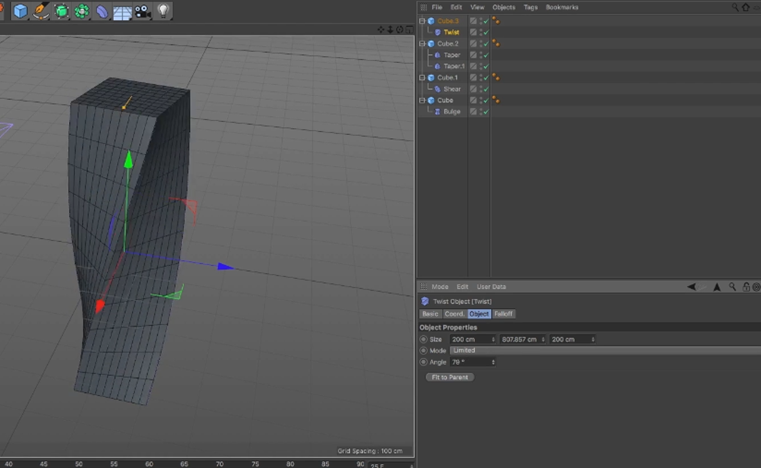 File Edit View Objects Tags Bookmarks
Cube.3
Twist
Cube.2
Taper
Taper.1
Cube.1
Shear
Cube
Bulge
Grid Spacing : 100 cm
Mode Edit User Data
Twist Object [Twist]
Basic Coord. Object Falloff
Object Properties
Size 200 cm 807.857 cm 200 cm
Mode Limited
Angle 79 °
Fit to Parent
40 45 50 55 60 65 70 75 80 85 90 25 F